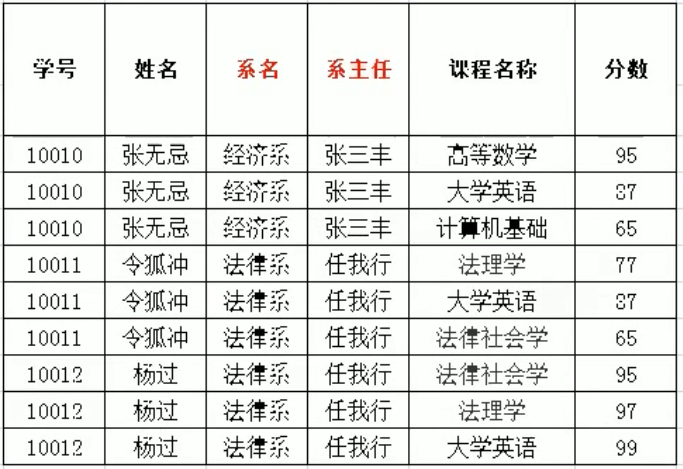 学号 姓名 系名 系主任 课程名称 分数
10010 张无忌 经济系 张三丰 高等数学 95
10010 张无忌 经济系 张三丰 大学英语 87
10010 张无忌 经济系 张三丰 计算机基础 65
10011 令狐冲 法律系 任我行 法理学 77
10011 令狐冲 法律系 任我行 大学英语 87
10011 令狐冲 法律系 任我行 法律社会学 65
10012 杨过 法律系 任我行 法律社会学 95
10012 杨过 法律系 任我行 法理学 97
10012 杨过 法律系 任我行 大学英语 99